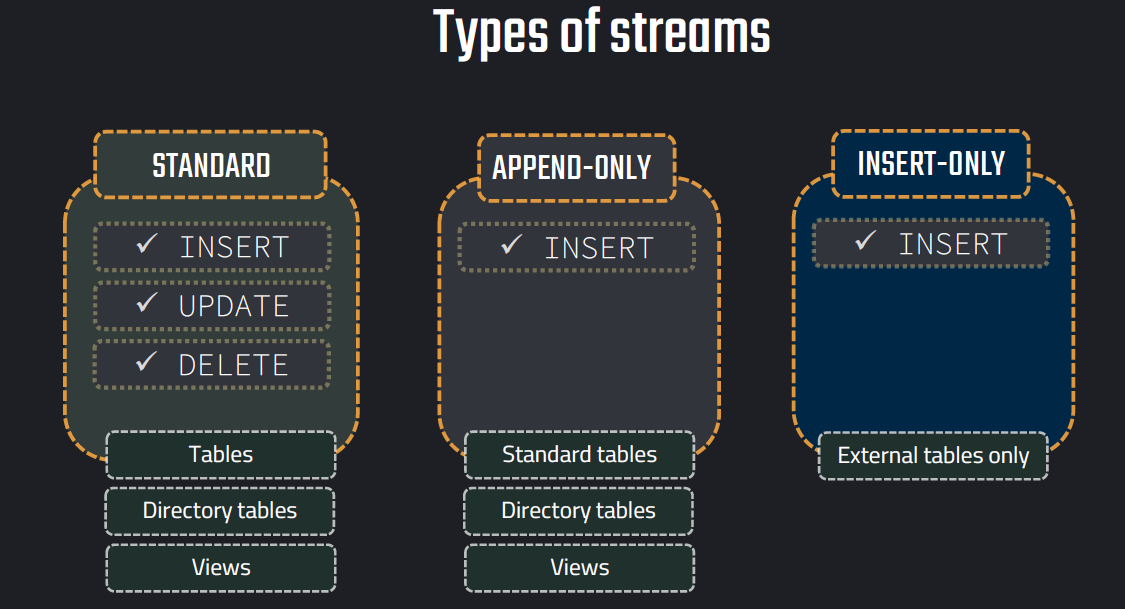 Types of streams
STANDARD
✓ INSERT
✓ UPDATE
✓ DELETE
Tables
Directory tables
Views
APPEND-ONLY
✓ INSERT
Standard tables
Directory tables
Views
INSERT-ONLY
✓ INSERT
External tables only